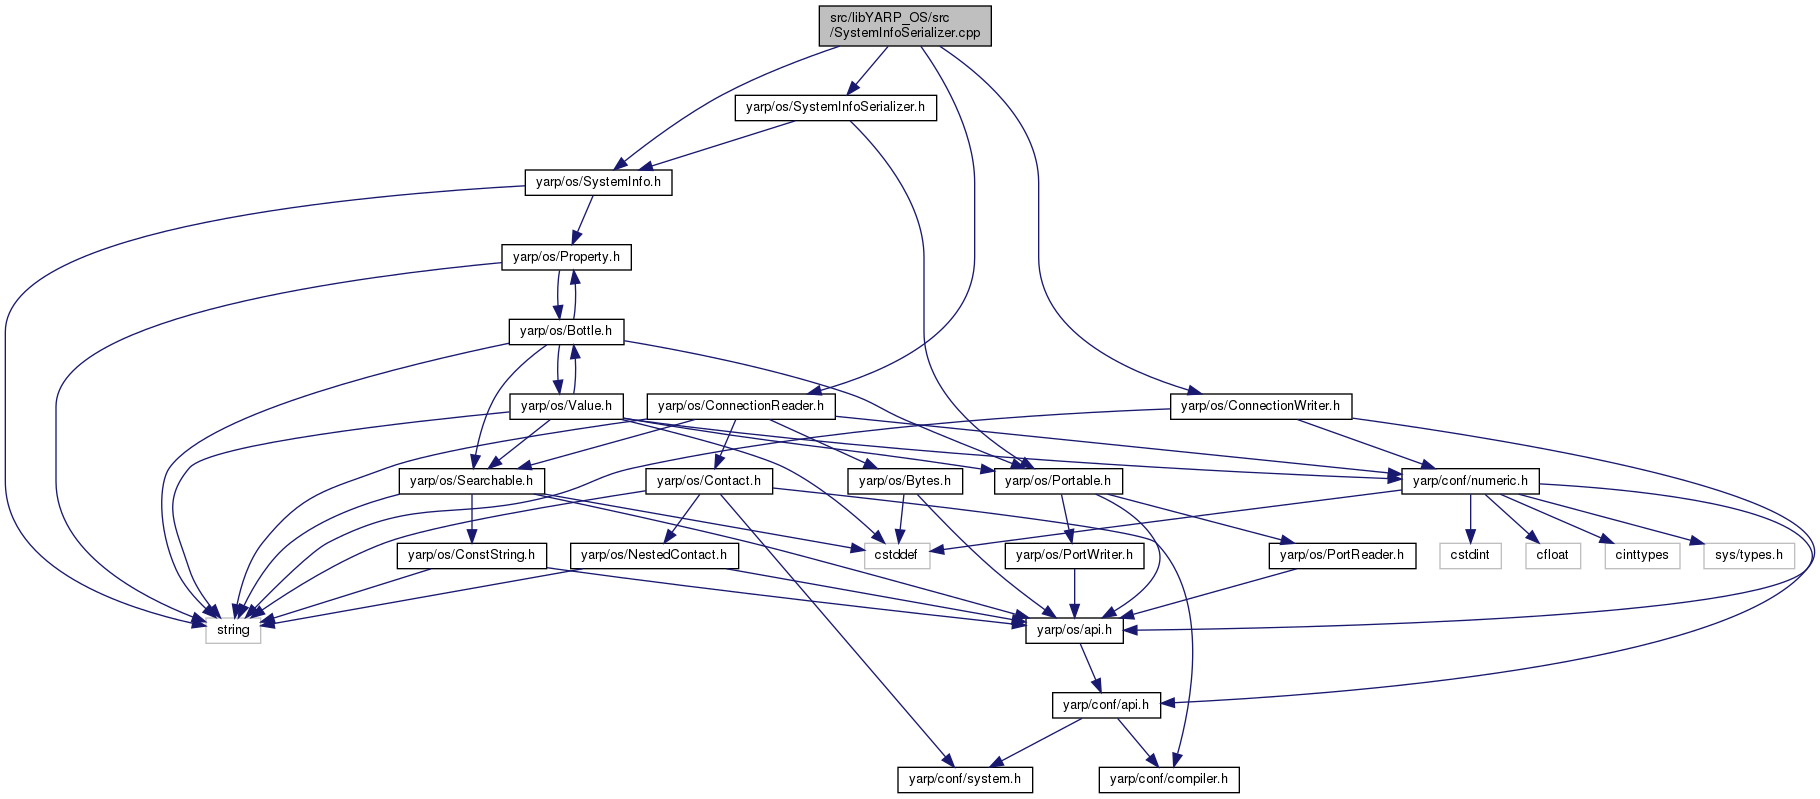 src/libYARP_OS/src
/SystemInfoSerializer.cpp
yarp/os/SystemInfoSerializer.h
yarp/os/SystemInfo.h
yarp/os/Property.h
yarp/os/Bottle.h
yarp/os/Value.h
yarp/os/ConnectionReader.h
yarp/os/ConnectionWriter.h
yarp/os/Searchable.h
yarp/os/Contact.h
yarp/os/Bytes.h
yarp/os/Portable.h
yarp/conf/numeric.h
yarp/os/ConstString.h
yarp/os/NestedContact.h
cstddef
yarp/os/PortWriter.h
yarp/os/PortReader.h
cstdint
cfloat
cinttypes
sys/types.h
string
yarp/os/api.h
yarp/conf/api.h
yarp/conf/system.h
yarp/conf/compiler.h